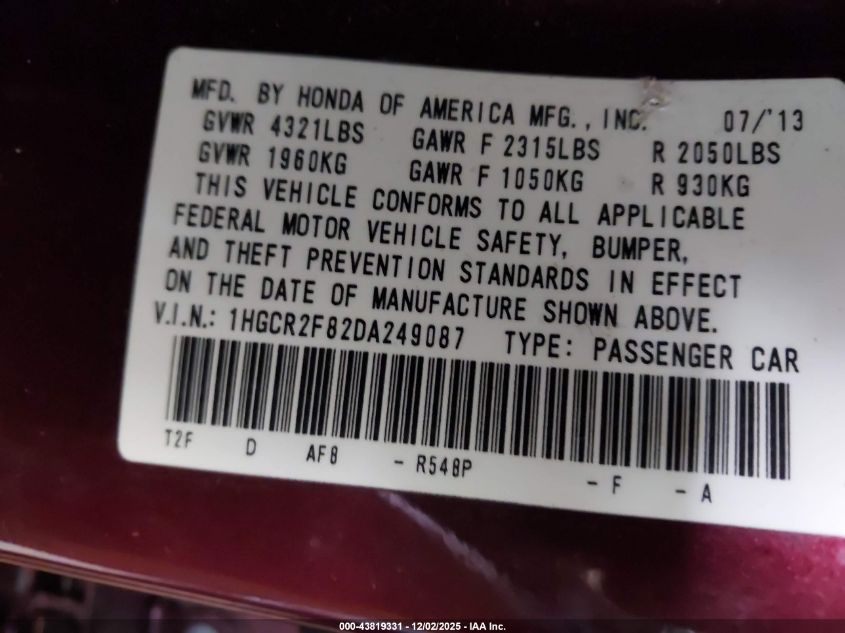 MFD. BY HONDA OF AMERICA MFG., INC. 07/'13
GVWR 4321LBS GAWR F 2315LBS R 2050LBS
GVWR 1960KG GAWR F 1050KG R 930KG
THIS VEHICLE CONFORMS TO ALL APPLICABLE
FEDERAL MOTOR VEHICLE SAFETY, BUMPER,
AND THEFT PREVENTION STANDARDS IN EFFECT
ON THE DATE OF MANUFACTURE SHOWN ABOVE.
V.I.N.: 1HGCR2F82DA249087 TYPE: PASSENGER CAR
T2F D AF8 - R548P - F - A
000-43819331 - 12/02/2025 - IAA Inc.